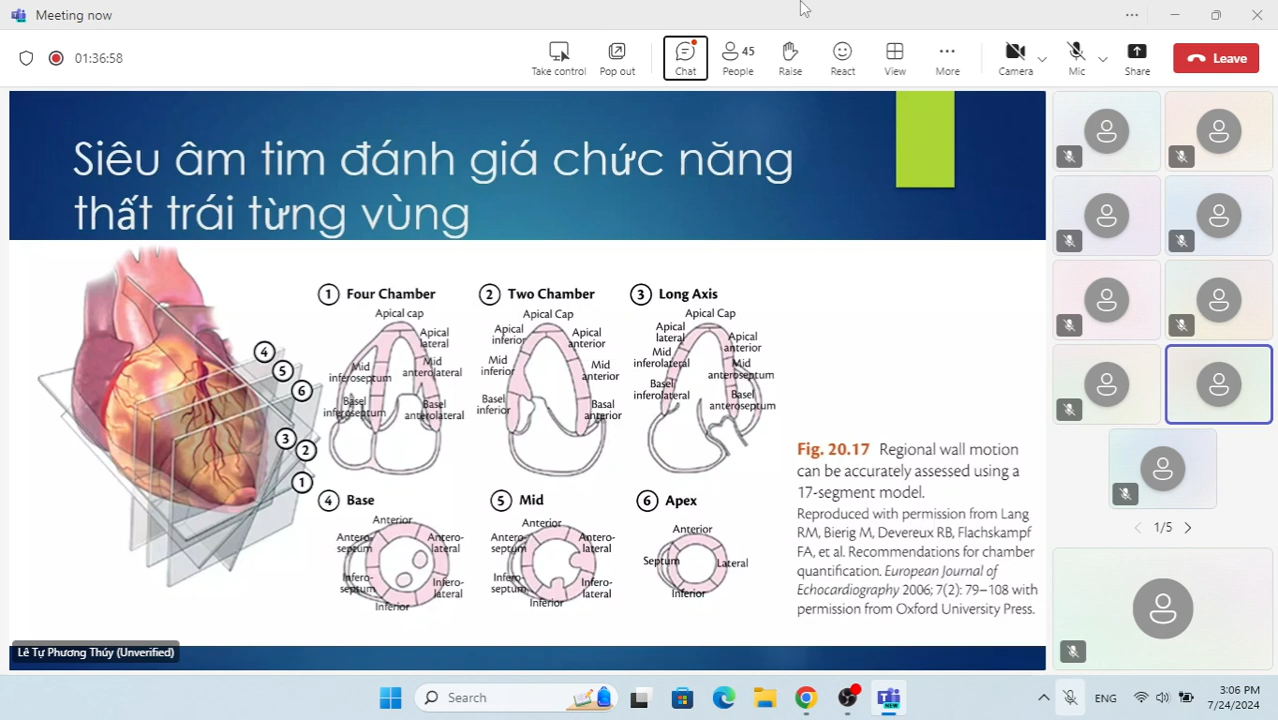 Meeting now
01:36:58
Take control
Pop out
Chat
45
People
Raise
React
View
More
Camera
Mic
Share
Leave
Siêu âm tim đánh giá chức năng
thất trái từng vùng
4
5
6
3
2
1
1 Four Chamber
Apical cap
Apical
lateral
Mid
inferoseptum
Mid
anterolateral
Basel
inferoseptum
Basel
anterolateral
2 Two Chamber
Apical Cap
Apical
inferior
Apical
anterior
Mid
inferior
Mid
anterior
Basel
inferior
Basal
anterior
3 Long Axis
Apical Cap
Apical
lateral
Apical
anterior
Mid
inferolateral
Mid
anteroseptum
Basel
inferolateral
Basel
anteroseptum
4 Base
Anterior
Antero-
septum
Antero-
lateral
Infero-
septum
Infero-
lateral
Inferior
5 Mid
Anterior
Antero-
septum
Antero-
lateral
Infero-
septum
Infero-
lateral
Inferior
6 Apex
Anterior
Septum
Lateral
Inferior
Fig. 20.17 Regional wall motion
can be accurately assessed using a
17-segment model.
Reproduced with permission from Lang
RM, Bierig M, Devereux RB, Flachskampf
FA, et al. Recommendations for chamber
quantification. European Journal of
Echocardiography 2006; 7(2): 79–108 with
permission from Oxford University Press.
Lê Tự Phương Thúy (Unverified)
1/5
Search
NEW
ENG
3:06 PM
7/24/2024